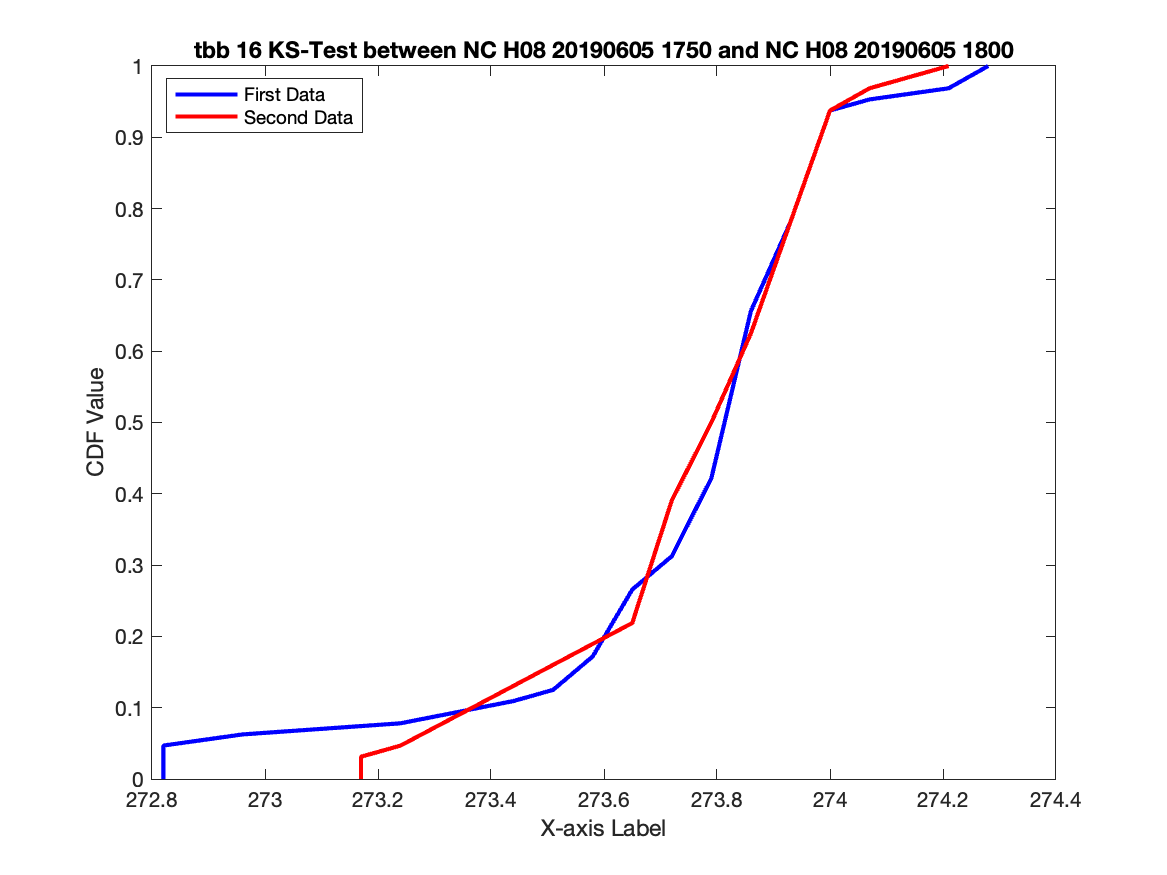 tbb 16 KS-Test between NC H08 20190605 1750 and NC H08 20190605 1800
First Data
Second Data
1
0.9
0.8
0.7
0.6
0.5
0.4
0.3
0.2
0.1
0
CDF Value
272.8 273 273.2 273.4 273.6 273.8 274 274.2 274.4
X-axis Label